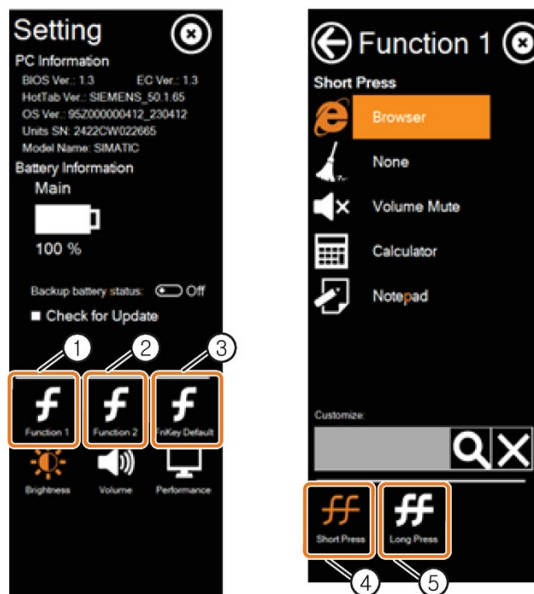 Setting
PC Information
BIOS Ver.: 1.3 EC Ver.: 1.3
HotTab Ver.: SIEMENS_50.1.65
OS Ver.: 95Z000000412_230412
Units SN: 2422CW022665
Model Name: SIMATIC
Battery Information
Main
100 %
Backup battery status: Off
Check for Update
1 2 3
Function 1 Function 2 FnKey Default
Brightness Volume Performance
Function 1
Short Press
Browser
None
Volume Mute
Calculator
Notepad
Customize:
Short Press Long Press
4 5